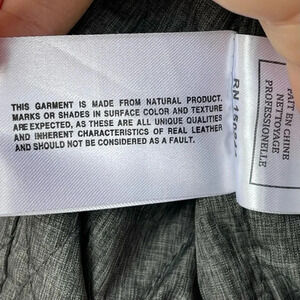 THIS GARMENT IS MADE FROM NATURAL PRODUCT.
MARKS OR SHADES IN SURFACE COLOR AND TEXTURE
ARE EXPECTED, AS THESE ARE ALL UNIQUE QUALITIES
AND INHERENT CHARACTERISTICS OF REAL LEATHER
AND SHOULD NOT BE CONSIDERED AS A FAULT.
RN
FAIT EN CHINE
NETTOYAGE
PROFESSIONELLE